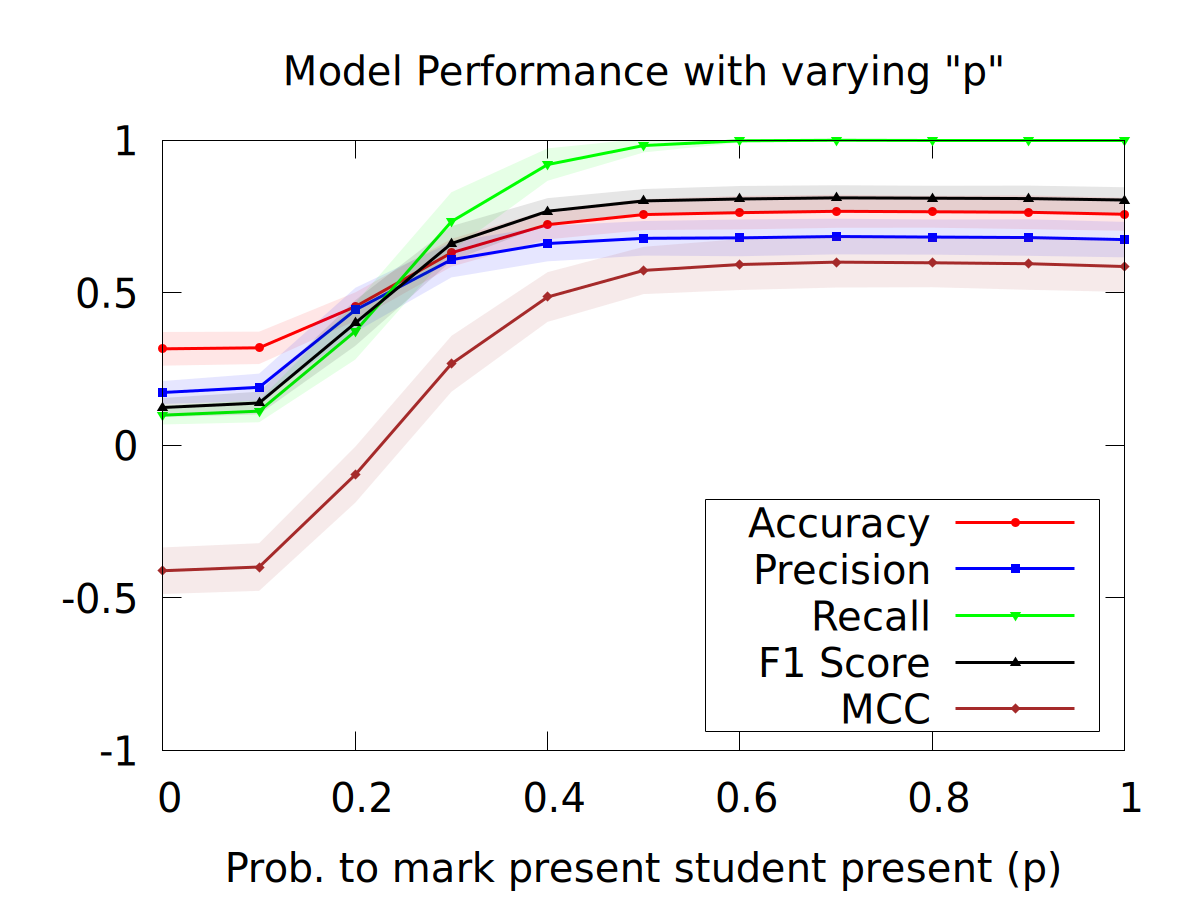 Model Performance with varying "p"
1
0.5
0
-0.5
-1
Accuracy
Precision
Recall
F1 Score
MCC
0 0.2 0.4 0.6 0.8 1
Prob. to mark present student present (p)